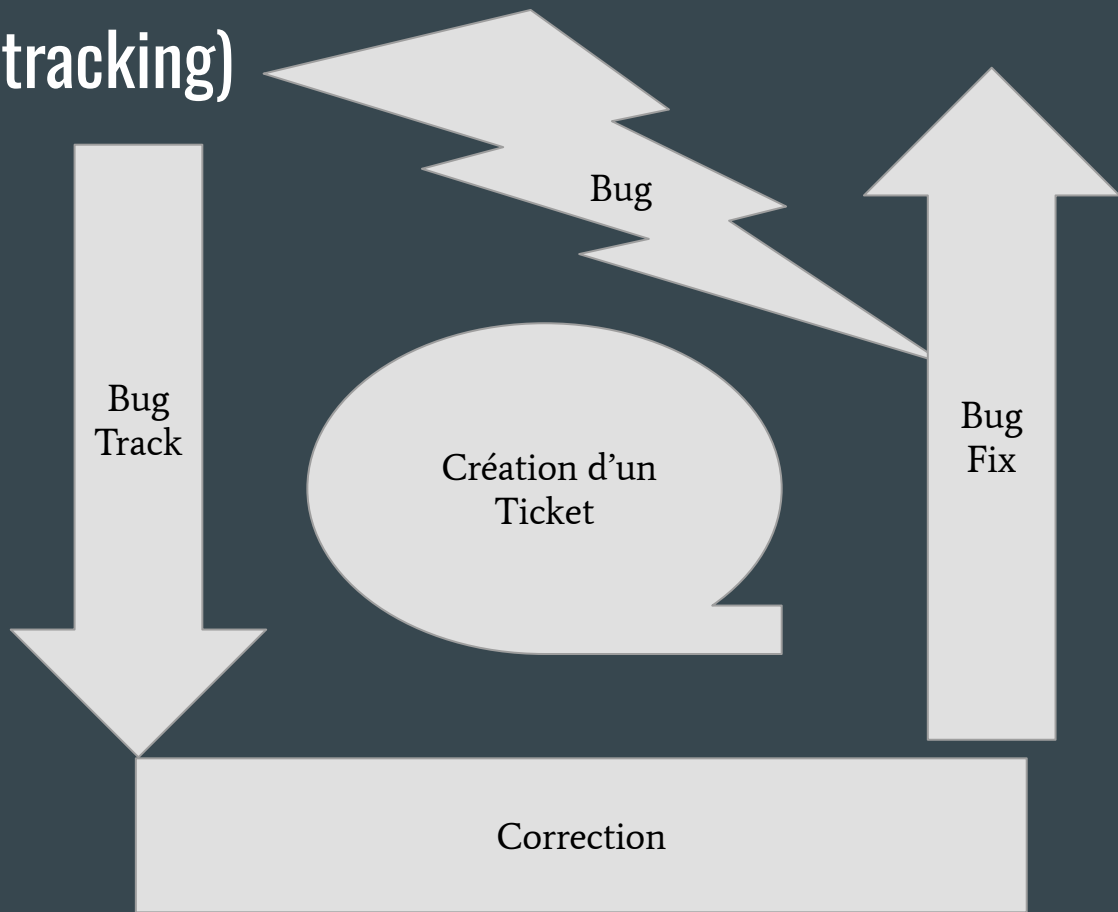 tracking)
Bug
Bug
Track
Création d’un
Ticket
Bug
Fix
Correction